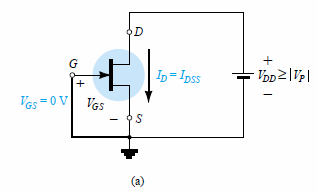 D
G
+
I_D = I_DSS
+
V_DD ≥ |V_P|
−
V_GS = 0 V
V_GS
−
S
(a)